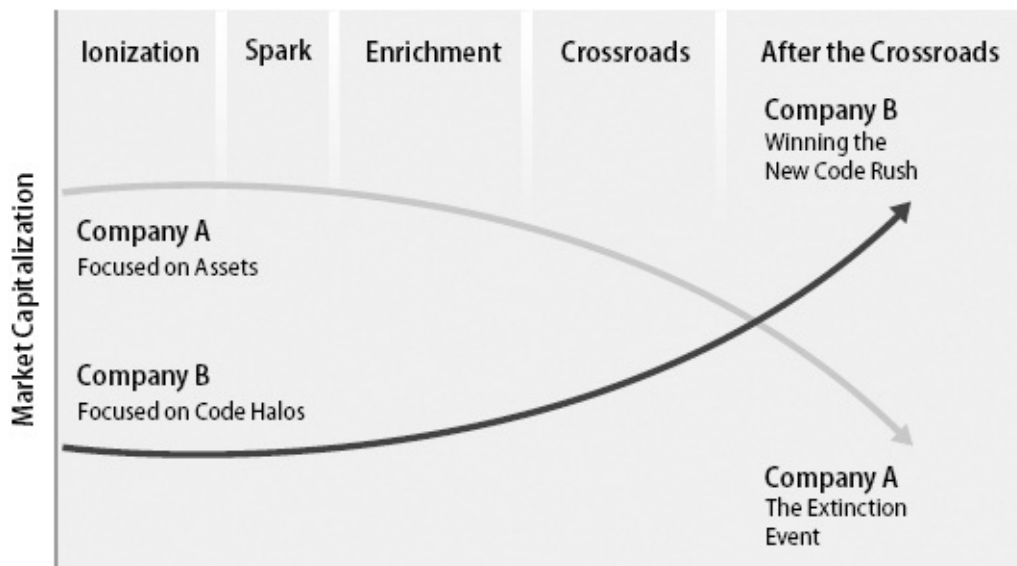 Ionization
Spark
Enrichment
Crossroads
After the Crossroads
Market Capitalization
Company A
Focused on Assets
Company B
Focused on Code Halos
Company B
Winning the
New Code Rush
Company A
The Extinction
Event